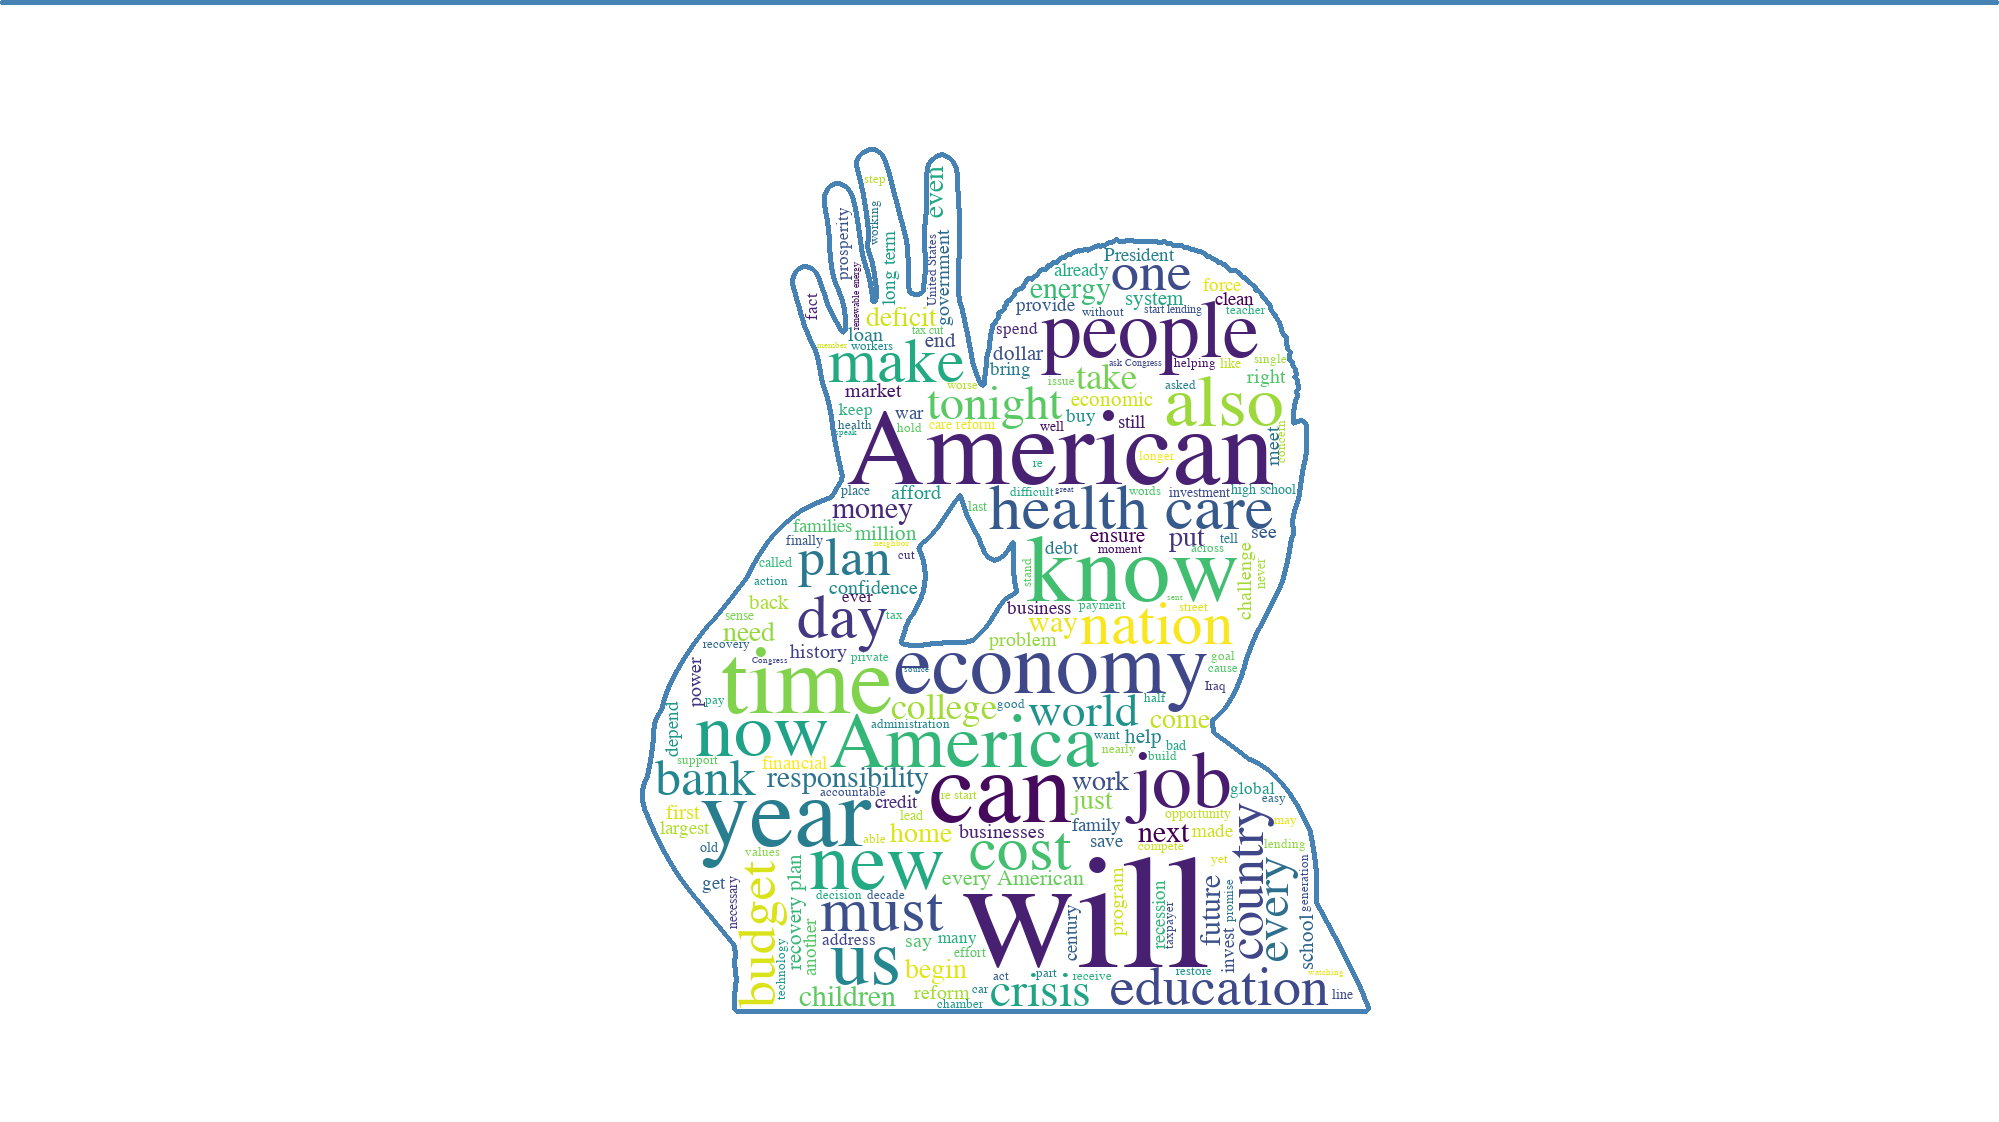 step
even
prosperity
working
long term
United States
government
renewable energy
fact
deficit
tax cut
loan
end
member
workers
make
President
already
one
energy
force
provide
system
clean
without
start lending
teacher
spend
people
dollar
bring
ask Congress
helping
like
single
worse
issue
take
asked
right
market
tonight
economic
also
keep
war
buy
still
health
hold
care reform
well
speak
American
meet
concern
re
longer
place
afford
difficult
great
words
investment
high school
money
last
health care
families
million
ensure
put
tell
see
finally
neighbor
debt
moment
across
plan
cut
know
challenge
never
called
action
confidence
stand
back
ever
sent
day
tax
business
payment
street
sense
need
way
nation
problem
recovery
history
Congress
private
economy
source
goal
cause
power
time
Iraq
pay
college
good
world
half
come
depend
now
administration
America
want
help
bad
nearly
build
support
financial
bank
responsibility
can
work
job
global
accountable
credit
re start
just
easy
first
year
lead
opportunity
may
largest
able
home
businesses
family
next
made
country
old
values
new
cost
save
compete
lending
yet
get
necessary
budget
recovery plan
every American
will
program
recession
taxpayer
future
invest
promise
every
school
generation
decision
decade
must
century
another
address
say
many
us
effort
technology
begin
act
part
receive
restore
watching
children
reform
car
crisis
education
line
chamber